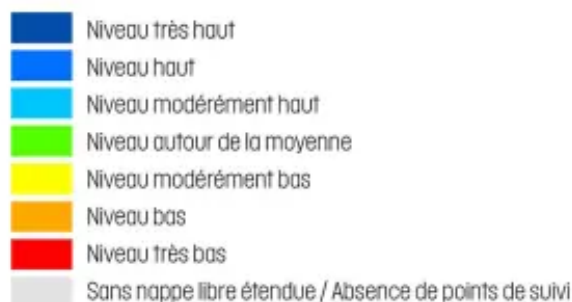 Niveau très haut
Niveau haut
Niveau modérément haut
Niveau autour de la moyenne
Niveau modérément bas
Niveau bas
Niveau très bas
Sans nappe libre étendue / Absence de points de suivi